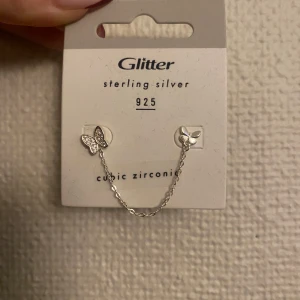 Glitter
sterling silver
925
cubic zirconia